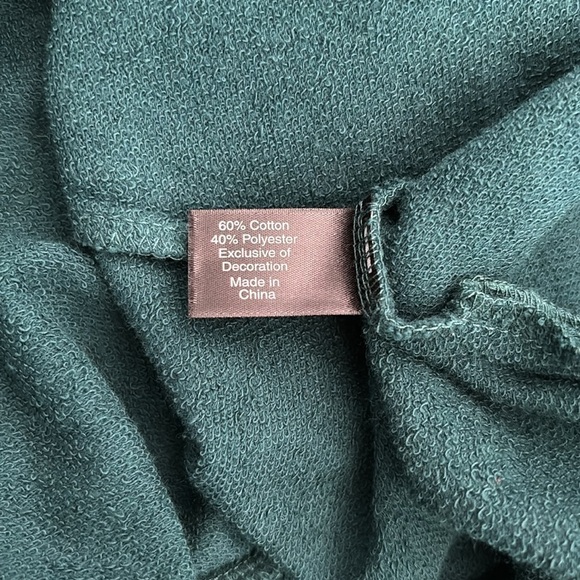 60% Cotton
40% Polyester
Exclusive of
Decoration
Made in
China